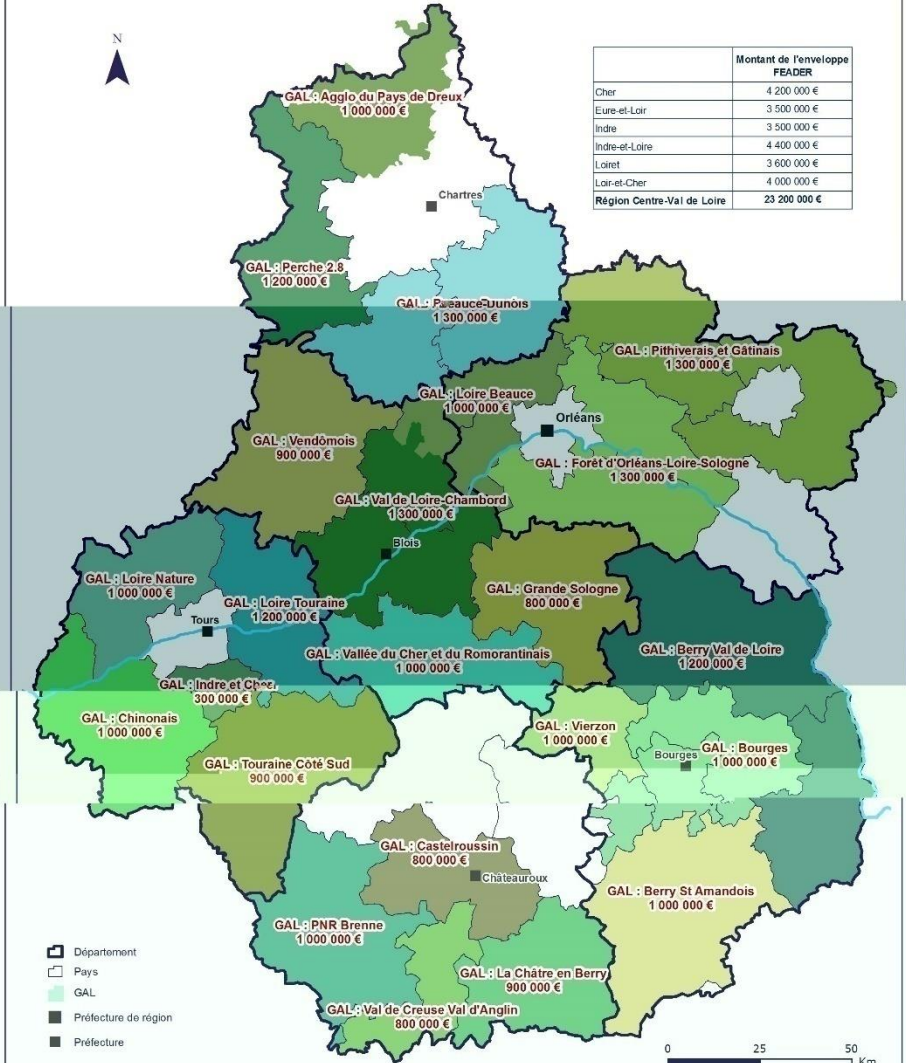 N
Montant de l'enveloppe
FEADER
Cher 4 200 000 €
Eure-et-Loir 3 500 000 €
Indre 3 500 000 €
Indre-et-Loire 4 400 000 €
Loiret 3 600 000 €
Loir-et-Cher 4 000 000 €
Région Centre-Val de Loire 23 200 000 €
GAL : Agglo du Pays de Dreux
1 000 000 €
Chartres
GAL : Perche 2.8
1 200 000 €
GAL : Beauce-Dunois
1 300 000 €
GAL : Pithiverais et Gâtinais
1 300 000 €
GAL : Loire Beauce
1 000 000 €
Orléans
GAL : Vendômois
900 000 €
GAL : Forêt d'Orléans-Loire-Sologne
1 300 000 €
GAL : Val de Loire-Chambord
1 300 000 €
Blois
GAL : Loire Nature
1 000 000 €
GAL : Loire Touraine
1 200 000 €
GAL : Grande Sologne
800 000 €
Tours
GAL : Vallée du Cher et du Romorantinais
1 000 000 €
GAL : Berry Val de Loire
1 200 000 €
GAL : Indre et Cher
300 000 €
GAL : Chinonais
1 000 000 €
GAL : Vierzon
1 000 000 €
GAL : Bourges
1 000 000 €
Bourges
GAL : Touraine Côté Sud
900 000 €
GAL : Castelroussin
800 000 €
Châteauroux
GAL : Berry St Amandois
1 000 000 €
GAL : PNR Brenne
1 000 000 €
GAL : La Châtre en Berry
900 000 €
GAL : Val de Creuse Val d'Anglin
800 000 €
Département
Pays
GAL
Préfecture de région
Préfecture
0 25 50
Km